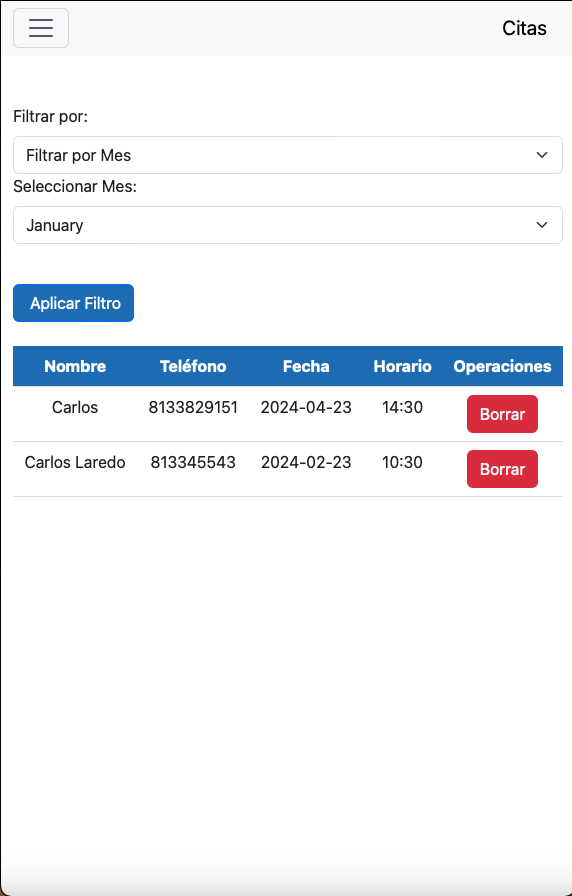 Citas
Filtrar por:
Filtrar por Mes
Seleccionar Mes:
January
Aplicar Filtro
Nombre Teléfono Fecha Horario Operaciones
Carlos 8133829151 2024-04-23 14:30 Borrar
Carlos Laredo 813345543 2024-02-23 10:30 Borrar